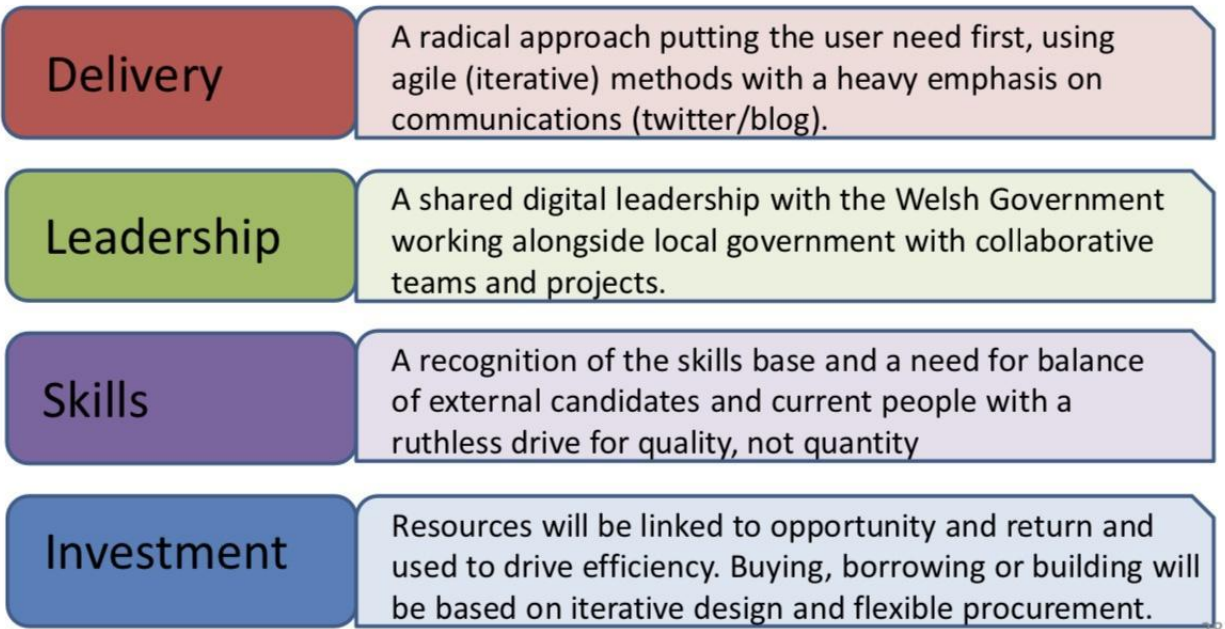 Delivery
A radical approach putting the user need first, using
agile (iterative) methods with a heavy emphasis on
communications (twitter/blog).
Leadership
A shared digital leadership with the Welsh Government
working alongside local government with collaborative
teams and projects.
Skills
A recognition of the skills base and a need for balance
of external candidates and current people with a
ruthless drive for quality, not quantity
Investment
Resources will be linked to opportunity and return and
used to drive efficiency. Buying, borrowing or building will
be based on iterative design and flexible procurement.